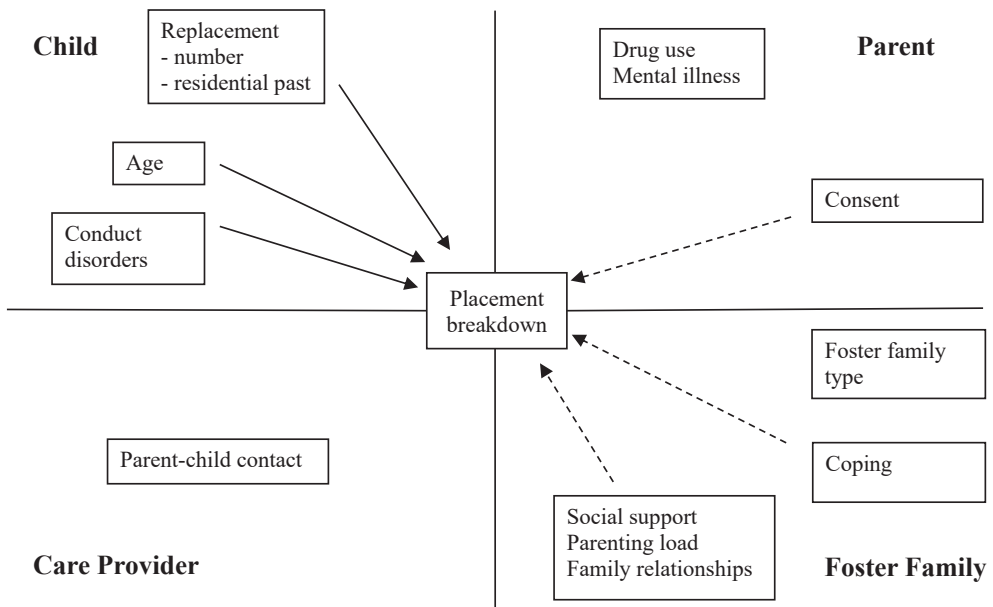 Child
Replacement
- number
- residential past
Age
Conduct
disorders
Parent
Drug use
Mental illness
Consent
Placement
breakdown
Parent-child contact
Care Provider
Foster family
type
Coping
Social support
Parenting load
Family relationships
Foster Family